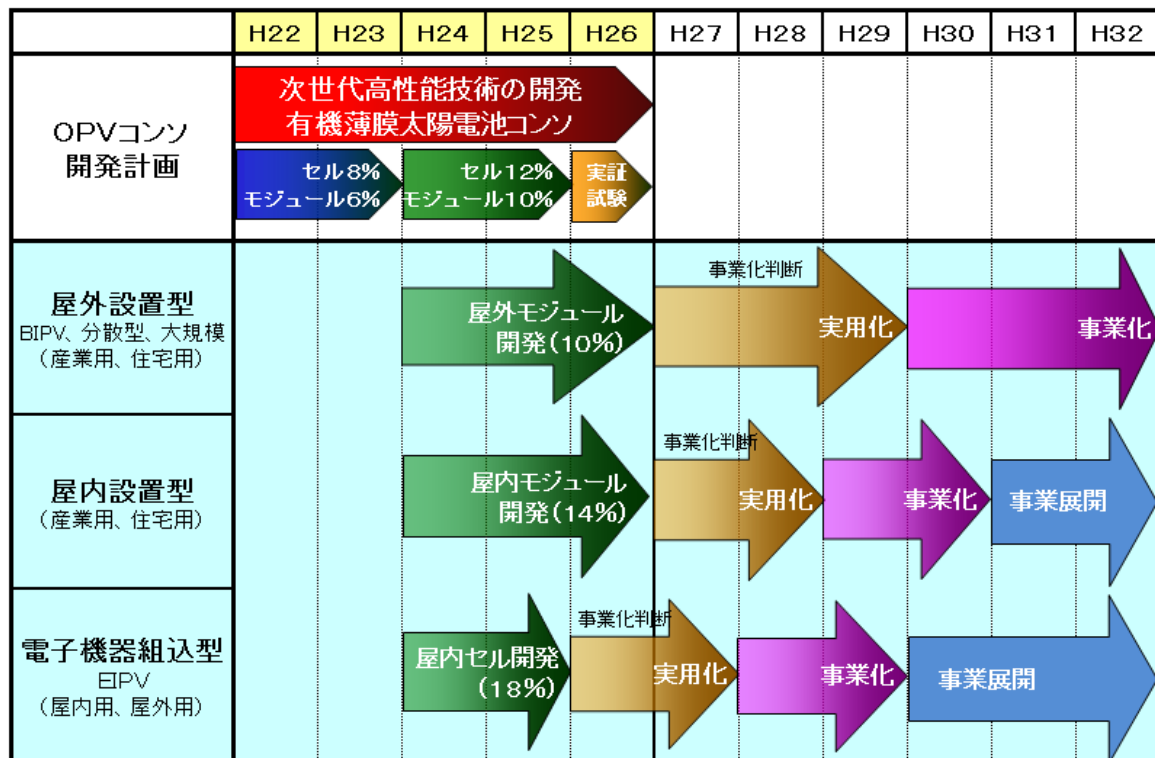 H22 H23 H24 H25 H26 H27 H28 H29 H30 H31 H32
OPVコンソ
開発計画
次世代高性能技術の開発
有機薄膜太陽電池コンソ
セル8%
モジュール6%
セル12%
モジュール10%
実証
試験
屋外設置型
BIPV、分散型、大規模
(産業用、住宅用)
屋外モジュール
開発(10%)
事業化判断
実用化
事業化
屋内設置型
(産業用、住宅用)
屋内モジュール
開発(14%)
事業化判断
実用化
事業化
事業展開
電子機器組込型
EIPV
(屋内用、屋外用)
屋内セル開発
(18%)
事業化判断
実用化
事業化
事業展開